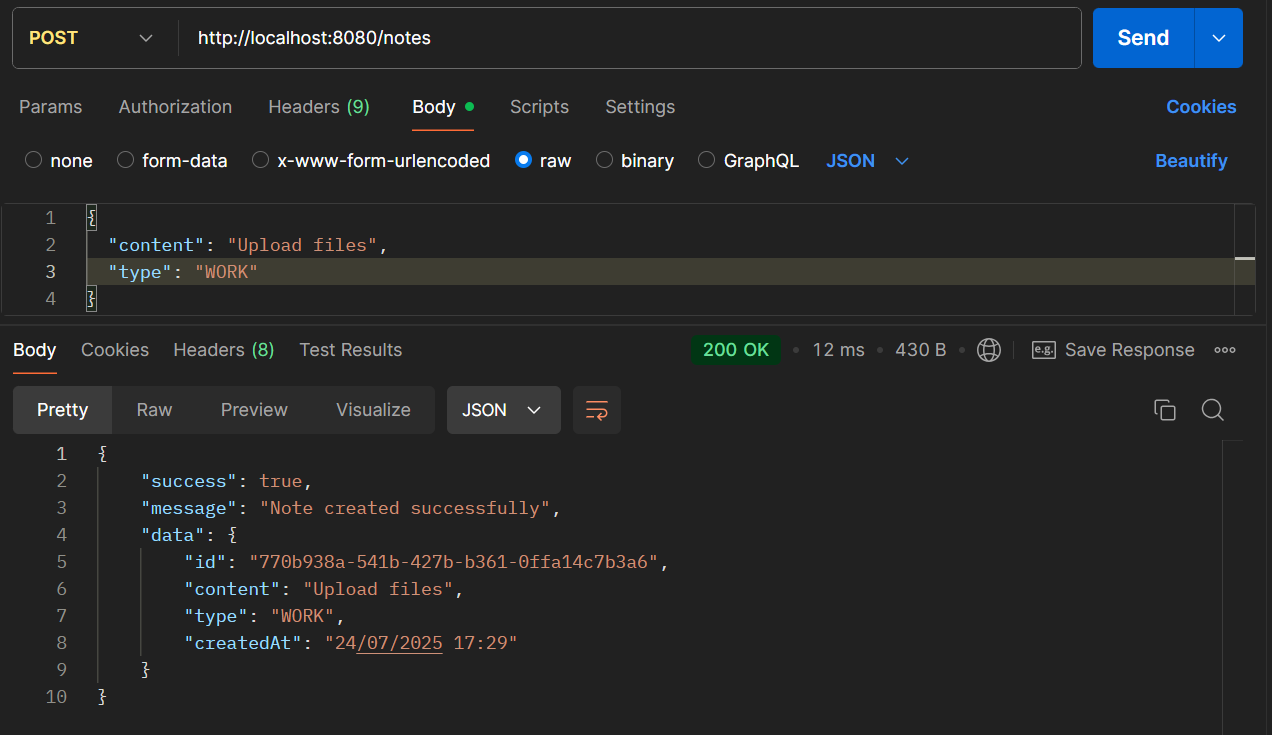 POST http://localhost:8080/notes Send
Params Authorization Headers (9) Body Scripts Settings Cookies
none form-data x-www-form-urlencoded raw binary GraphQL JSON Beautify
1 {
2 "content": "Upload files",
3 "type": "WORK"
4 }
Body Cookies Headers (8) Test Results 200 OK 12 ms 430 B e.g. Save Response
Pretty Raw Preview Visualize JSON
1 {
2 "success": true,
3 "message": "Note created successfully",
4 "data": {
5 "id": "770b938a-541b-427b-b361-0ffa14c7b3a6",
6 "content": "Upload files",
7 "type": "WORK",
8 "createdAt": "24/07/2025 17:29"
9 }
10 }